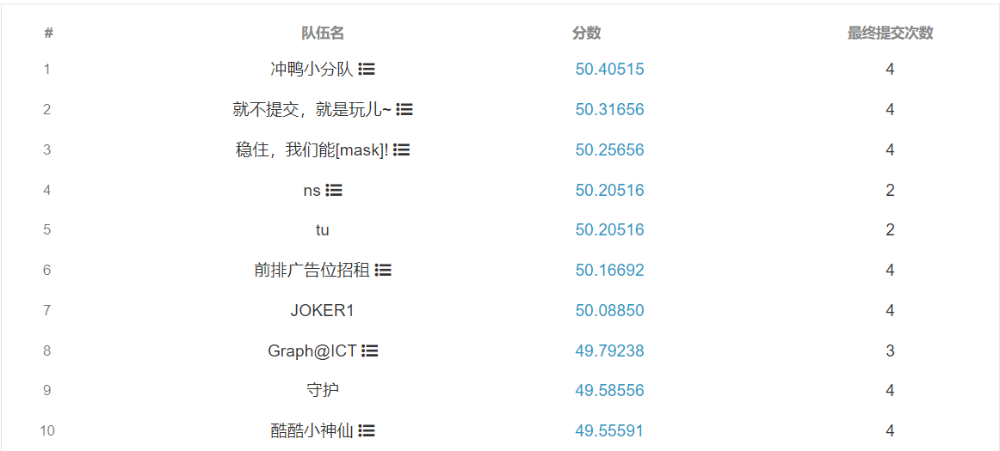 # 队伍名 分数 最终提交次数
1 冲鸭小分队 50.40515 4
2 就不提交，就是玩儿~ 50.31656 4
3 稳住，我们能[mask]! 50.25656 4
4 ns 50.20516 2
5 tu 50.20516 2
6 前排广告位招租 50.16692 4
7 JOKER1 50.08850 4
8 Graph@ICT 49.79238 3
9 守护 49.58556 4
10 酷酷小神仙 49.55591 4